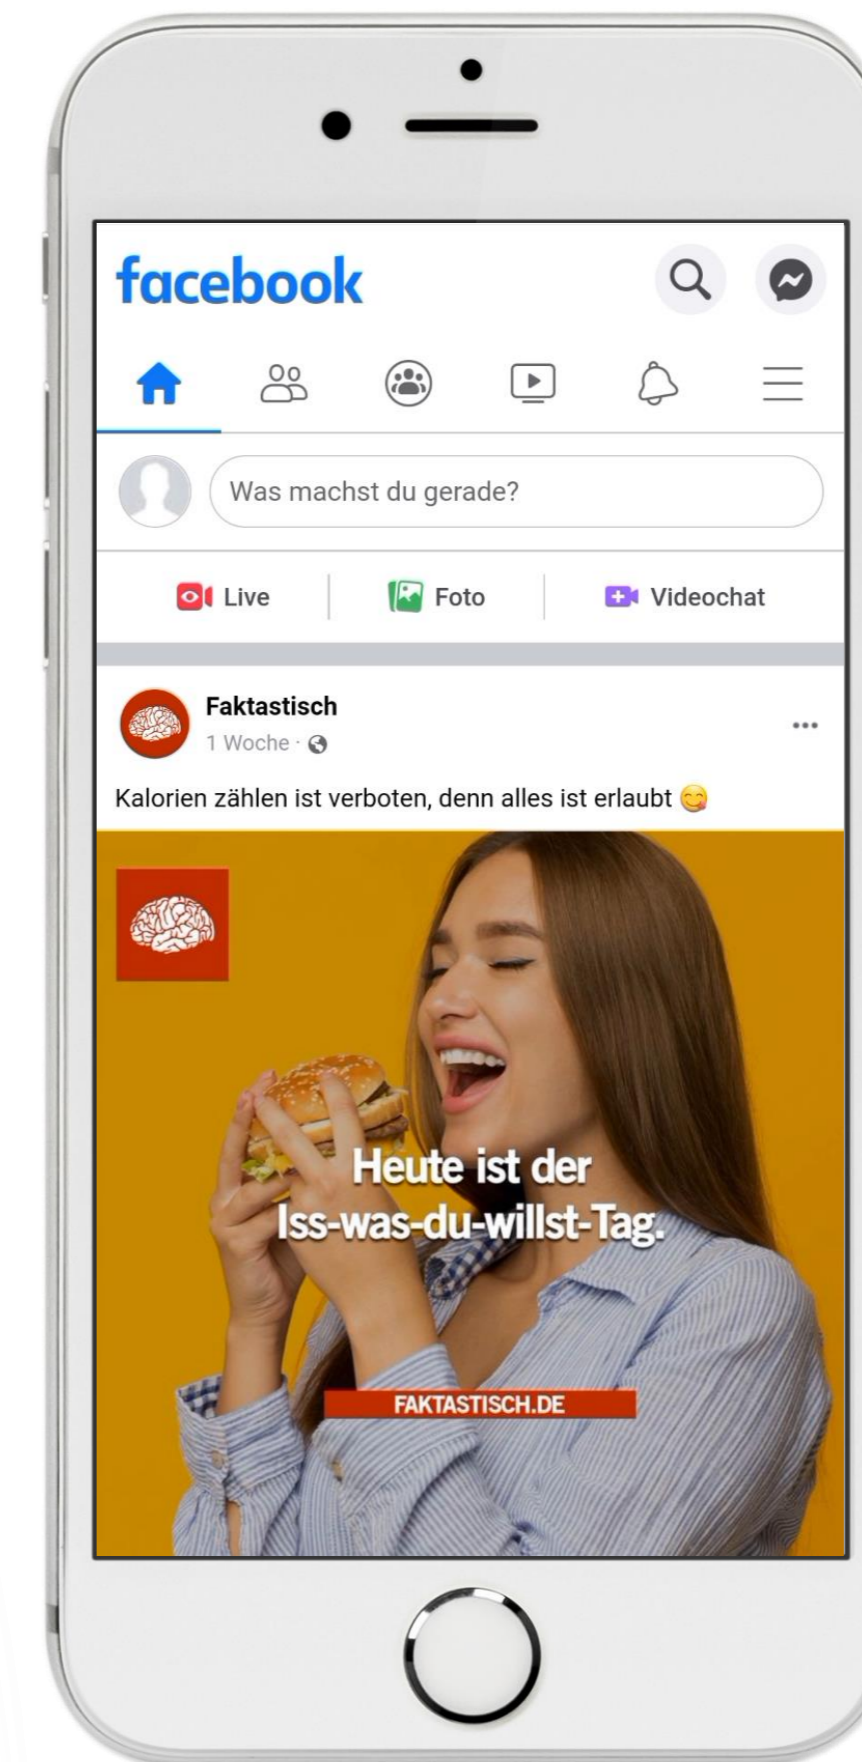 facebook
Was machst du gerade?
Live
Foto
Videochat
Faktastisch
1 Woche ·
Kalorien zählen ist verboten, denn alles ist erlaubt 😋
Heute ist der
Iss-was-du-willst-Tag.
FAKTASTISCH.DE